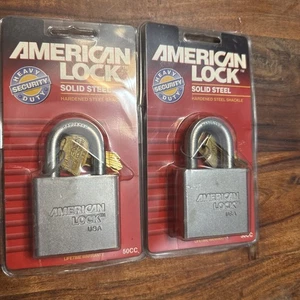 AMERICAN
LOCK
SOLID STEEL
HARDENED STEEL SHACKLE
HEAVY
SECURITY
DUTY
AMERICAN
LOCK
USA
50CC
AMERICAN
LOCK
SOLID STEEL
HARDENED STEEL SHACKLE
HEAVY
SECURITY
DUTY
AMERICAN
LOCK
USA